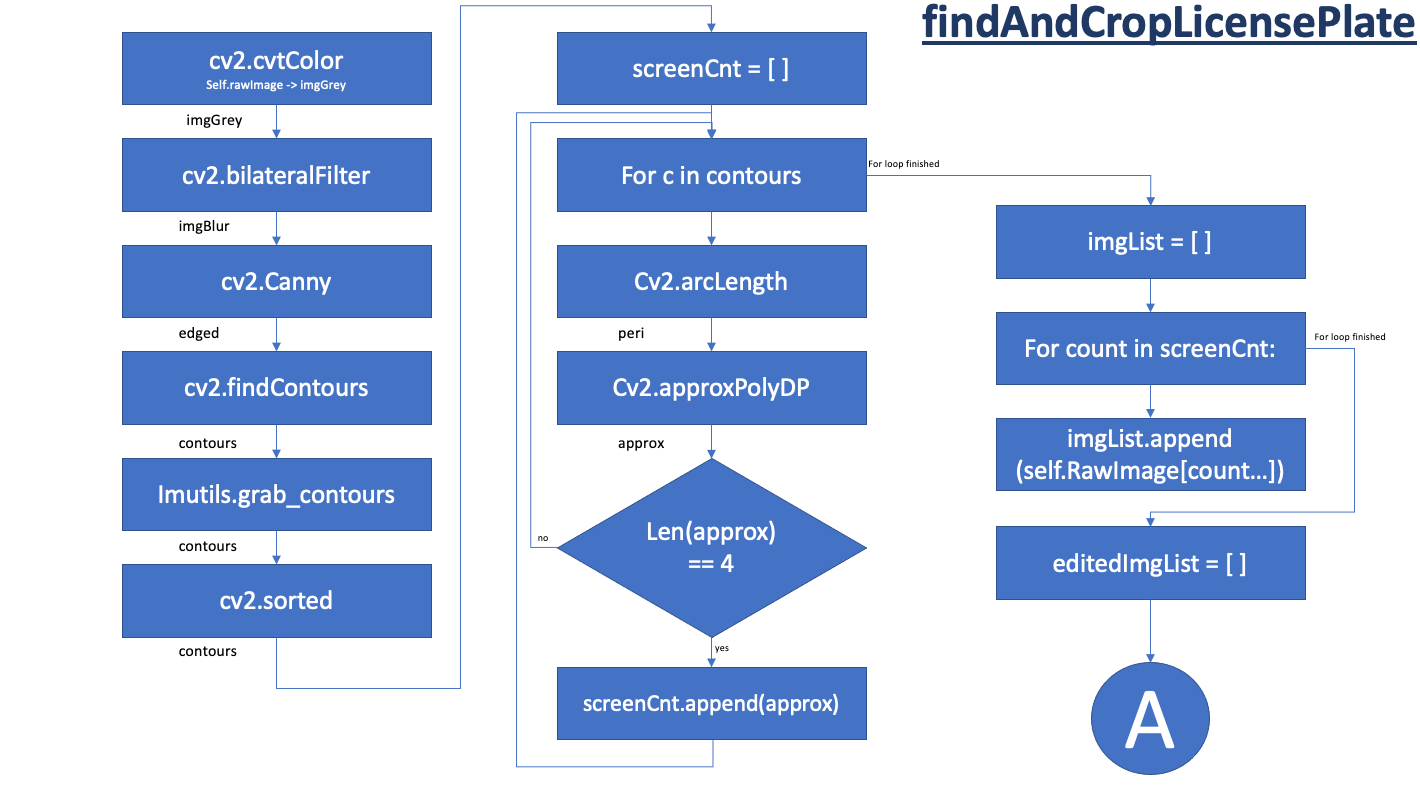 findAndCropLicensePlate
cv2.cvtColor
Self.rawImage -> imgGrey
imgGrey
cv2.bilateralFilter
imgBlur
cv2.Canny
edged
cv2.findContours
contours
Imutils.grab_contours
contours
cv2.sorted
contours
screenCnt = [ ]
For c in contours
For loop finished
Cv2.arcLength
peri
Cv2.approxPolyDP
approx
Len(approx)
== 4
no
yes
screenCnt.append(approx)
imgList = [ ]
For count in screenCnt:
For loop finished
imgList.append
(self.RawImage[count...])
editedImgList = [ ]
A